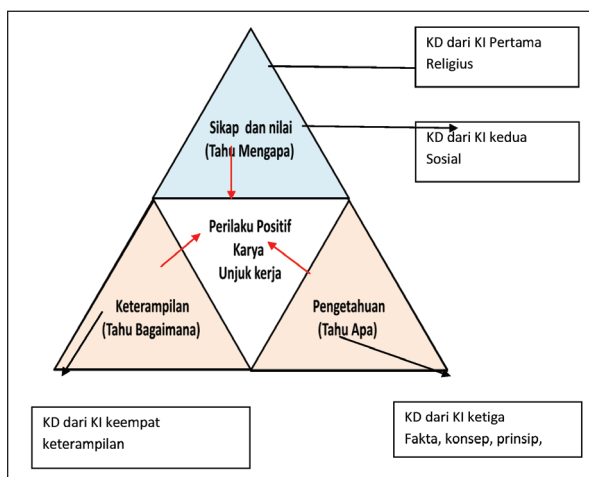 KD dari KI Pertama
Religius
Sikap dan nilai
(Tahu Mengapa)
KD dari KI kedua
Sosial
Perilaku Positif
Karya
Unjuk kerja
Keterampilan
(Tahu Bagaimana)
Pengetahuan
(Tahu Apa)
KD dari KI keempat
keterampilan
KD dari KI ketiga
Fakta, konsep, prinsip,